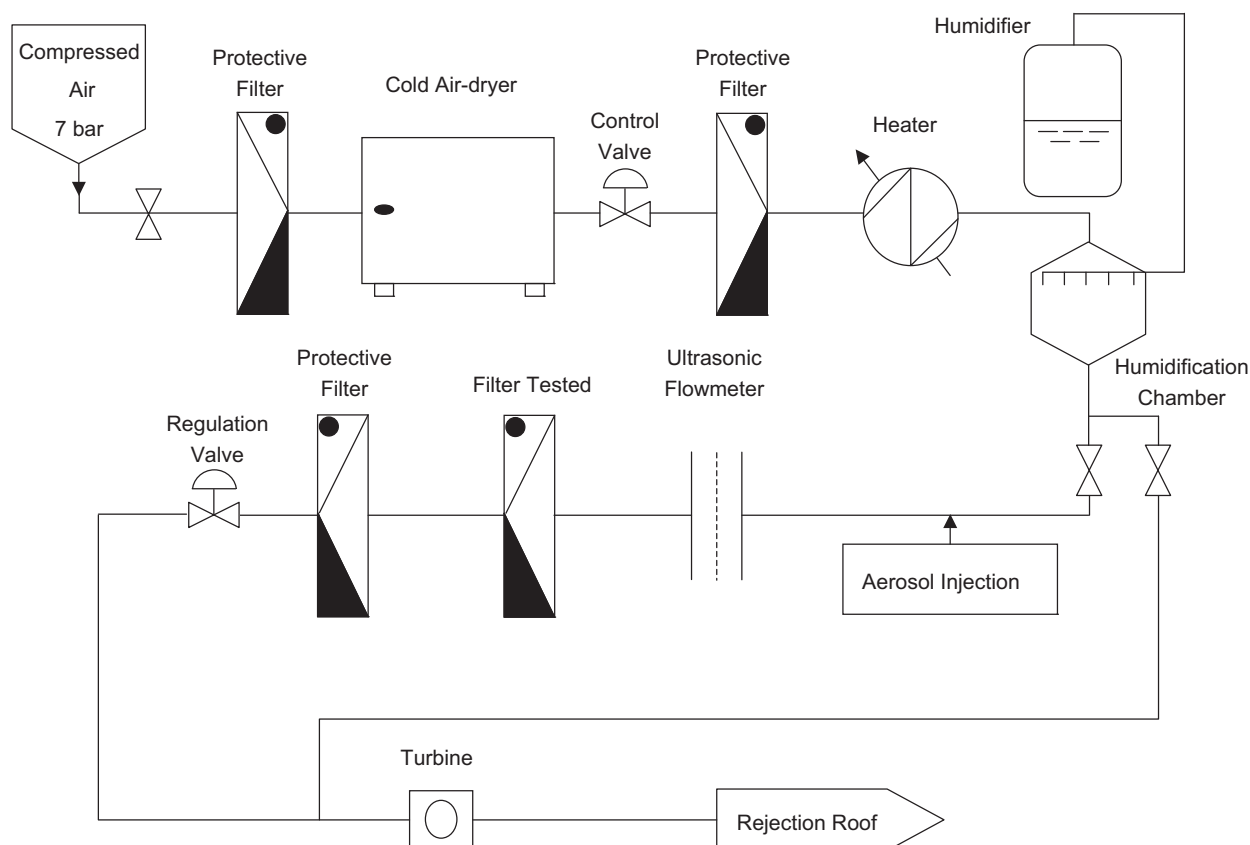 Compressed
Air
7 bar
Protective
Filter
Cold Air-dryer
Control
Valve
Protective
Filter
Heater
Humidifier
Humidification
Chamber
Regulation
Valve
Protective
Filter
Filter Tested
Ultrasonic
Flowmeter
Aerosol Injection
Turbine
Rejection Roof